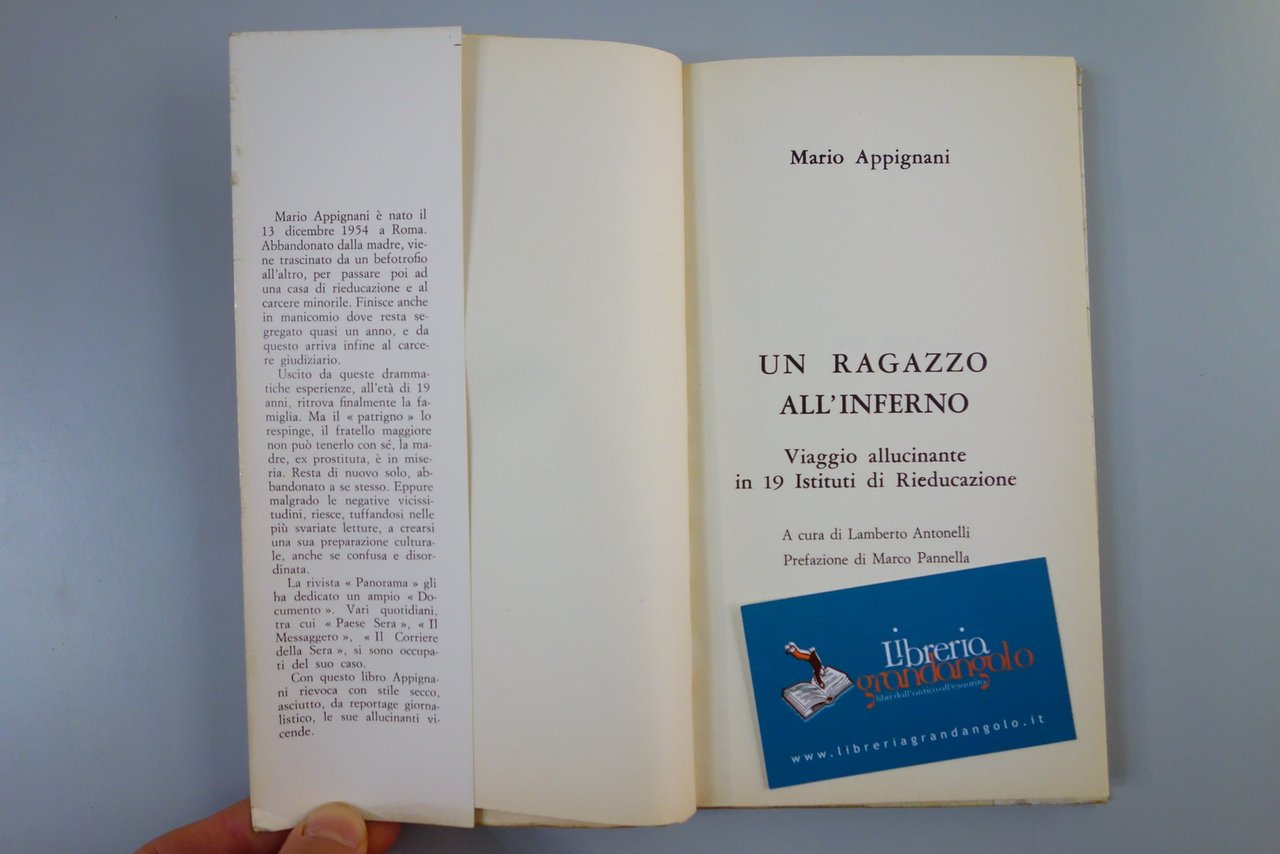 Mario Appignani è nato il
13 dicembre 1954 a Roma.
Abbandonato dalla madre, vie-
ne trascinato da un befotrofio
all'altro, per passare poi ad
una casa di rieducazione e al
carcere minorile. Finisce anche
in manicomio dove resta se-
gregato quasi un anno, e da
questo arriva infine al carce-
re giudiziario.
Uscito da queste dramma-
tiche esperienze, all'età di 19
anni, ritrova finalmente la fa-
miglia. Ma il « patrigno » lo
respinge, il fratello maggiore
non può tenerlo con sé, la ma-
dre, ex prostituta, è in mise-
ria. Resta di nuovo solo, ab-
bandonato a se stesso. Eppure
malgrado le negative vicissi-
tudini, riesce, tuffandosi nelle
più svariate letture, a crearsi
una sua preparazione cultura-
le, anche se confusa e disor-
dinata.
La rivista « Panorama » gli
ha dedicato un ampio « Do-
cumento ». Vari quotidiani,
tra cui « Paese Sera », « Il
Messaggero », « Il Corriere
della Sera », si sono occupa-
ti del suo caso.
Con questo libro Appigna-
ni rievoca con stile secco,
asciutto, da reportage giorna-
listico, le sue allucinanti vi-
cende.
Mario Appignani
UN RAGAZZO
ALL'INFERNO
Viaggio allucinante
in 19 Istituti di Rieducazione
A cura di Lamberto Antonelli
Prefazione di Marco Pannella
Libreria
grandangolo
libri dall'antico all'esaurito
www.libreriagrandangolo.it